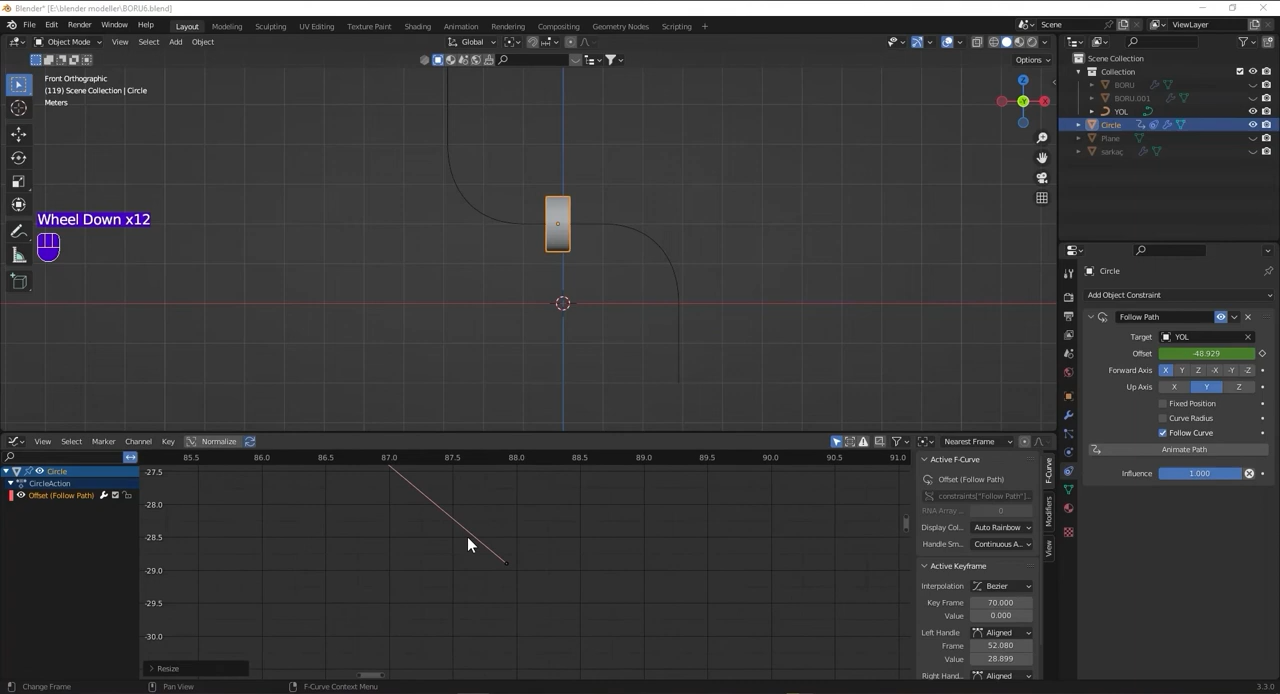 Blender* [E:\blender modeller\BORU6.blend]
File Edit Render Window Help Layout Modeling Sculpting UV Editing Texture Paint Shading Animation Rendering Compositing Geometry Nodes Scripting + Scene ViewLayer
Object Mode View Select Add Object Global
Options
Front Orthographic
(119) Scene Collection | Circle
Meters
Z
Y
X
Wheel Down x12
Scene Collection
Collection
BORU
BORU.001
YOL
Circle
Plane
sarkaç
Circle
Add Object Constraint
Follow Path
Target YOL
Offset -48.929
Forward Axis X Y Z -X -Y -Z
Up Axis X Y Z
Fixed Position
Curve Radius
Follow Curve
Animate Path
Influence 1.000
View Select Marker Channel Key Normalize Nearest Frame
85.5 86.0 86.5 87.0 87.5 88.0 88.5 89.0 89.5 90.0 90.5 91.0
Circle
CircleAction
Offset (Follow Path)
-27.5
-28.0
-28.5
-29.0
-29.5
-30.0
Resize
Active F-Curve
Offset (Follow Path)
constraints["Follow Path"]...
RNA Array ... 0
Display Col... Auto Rainbow
Handle Sm... Continuous A...
Active Keyframe
Interpolation Bezier
Key Frame 70.000
Value 0.000
Left Handle Aligned
Frame 52.080
Value 28.899
Right Hand... Aligned
F-Curve
Modifiers
View
Change Frame Pan View F-Curve Context Menu 3.3.0